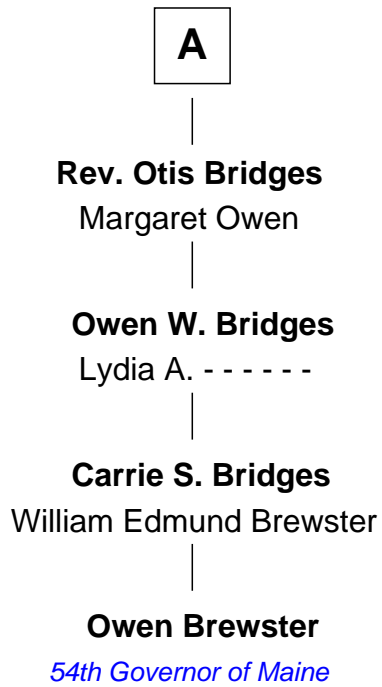 A
Rev. Otis Bridges
Margaret Owen
Owen W. Bridges
Lydia A. - - - - - -
Carrie S. Bridges
William Edmund Brewster
Owen Brewster
54th Governor of Maine